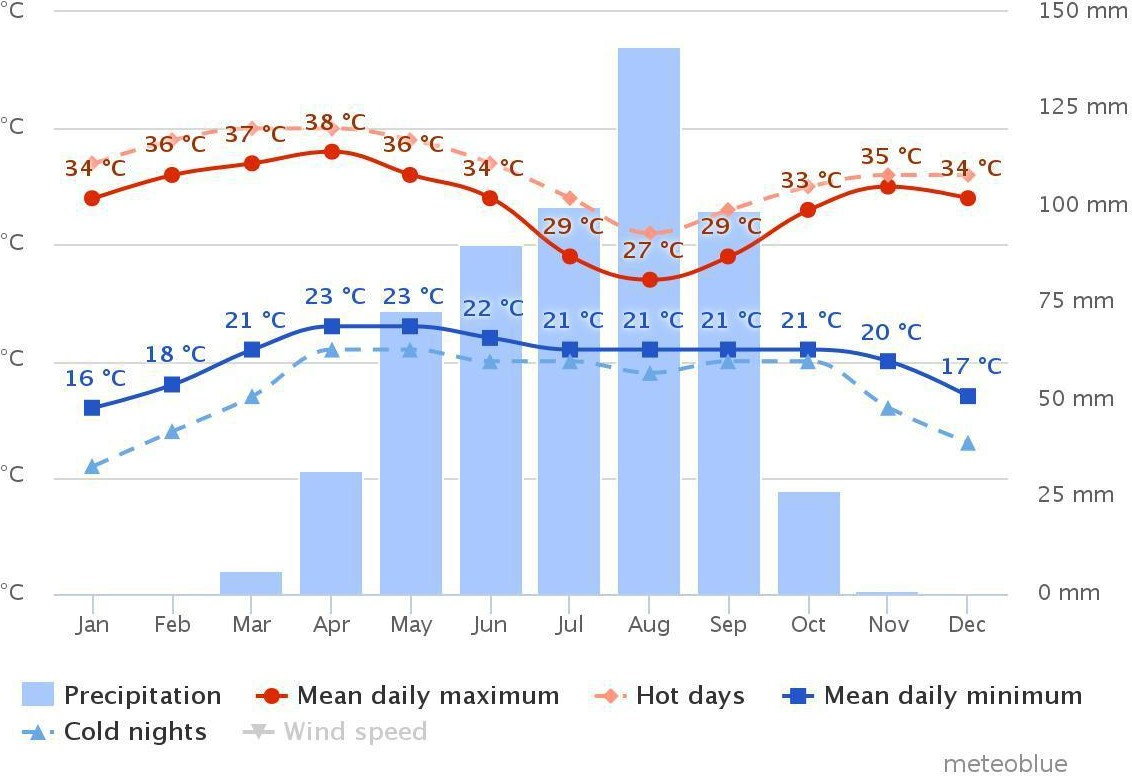 °C
150 mm
°C
125 mm
°C
100 mm
75 mm
°C
50 mm
°C
25 mm
°C
0 mm
34 °C 36 °C 37 °C 38 °C 36 °C 34 °C 29 °C 27 °C 29 °C 33 °C 35 °C 34 °C
16 °C 18 °C 21 °C 23 °C 23 °C 22 °C 21 °C 21 °C 21 °C 21 °C 20 °C 17 °C
Jan Feb Mar Apr May Jun Jul Aug Sep Oct Nov Dec
Precipitation Mean daily maximum Hot days Mean daily minimum
Cold nights Wind speed
meteoblue